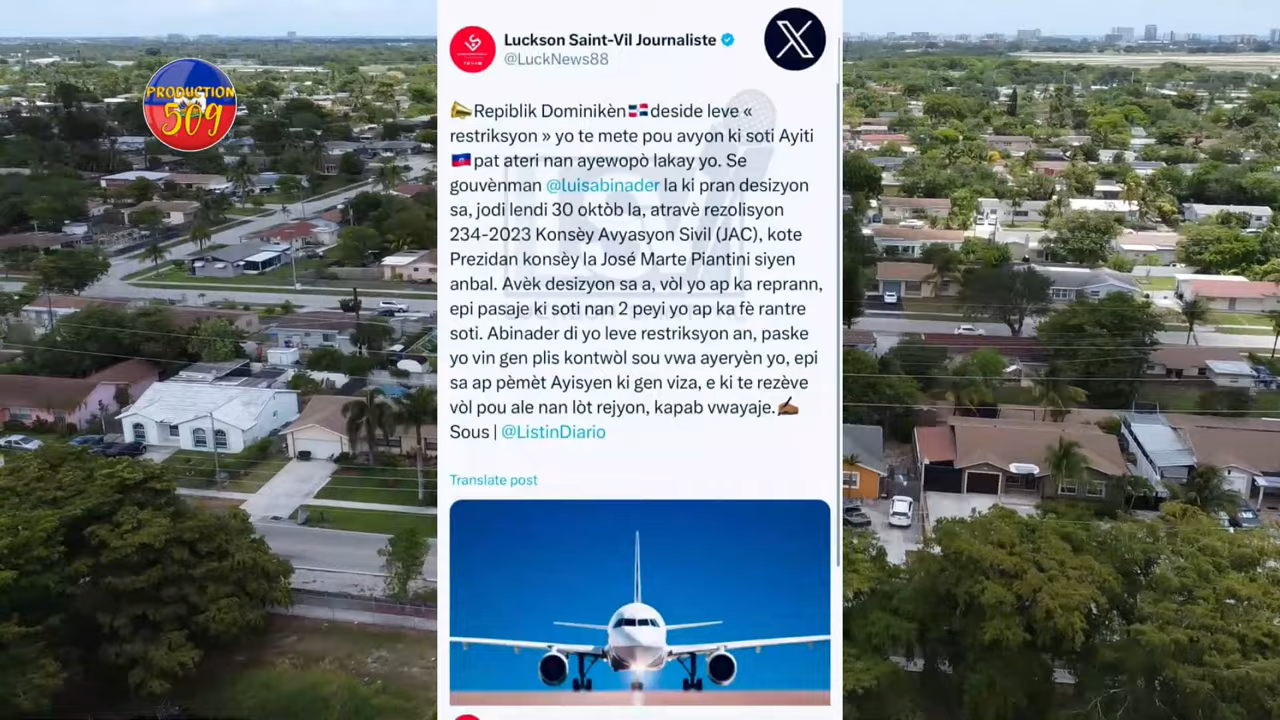 PRODUCTION
509
Luckson Saint-Vil Journaliste
@LuckNews88
X
Repiblik Dominikèn deside leve «
restriksyon » yo te mete pou avyon ki soti Ayiti
pat ateri nan ayewopò lakay yo. Se
gouvènman @luisabinader la ki pran desizyon
sa, jodi lendi 30 oktòb la, atravè rezolisyon
234-2023 Konsèy Avyasyon Sivil (JAC), kote
Prezidan konsèy la José Marte Piantini siyen
anbal. Avèk desizyon sa a, vòl yo ap ka reprann,
epi pasaje ki soti nan 2 peyi yo ap ka fè rantre
soti. Abinader di yo leve restriksyon an, paske
yo vin gen plis kontwòl sou vwa ayeryèn yo, epi
sa ap pèmèt Ayisyen ki gen viza, e ki te rezève
vòl pou ale nan lòt rejyon, kapab vwayaje.
Sous | @ListinDiario
Translate post